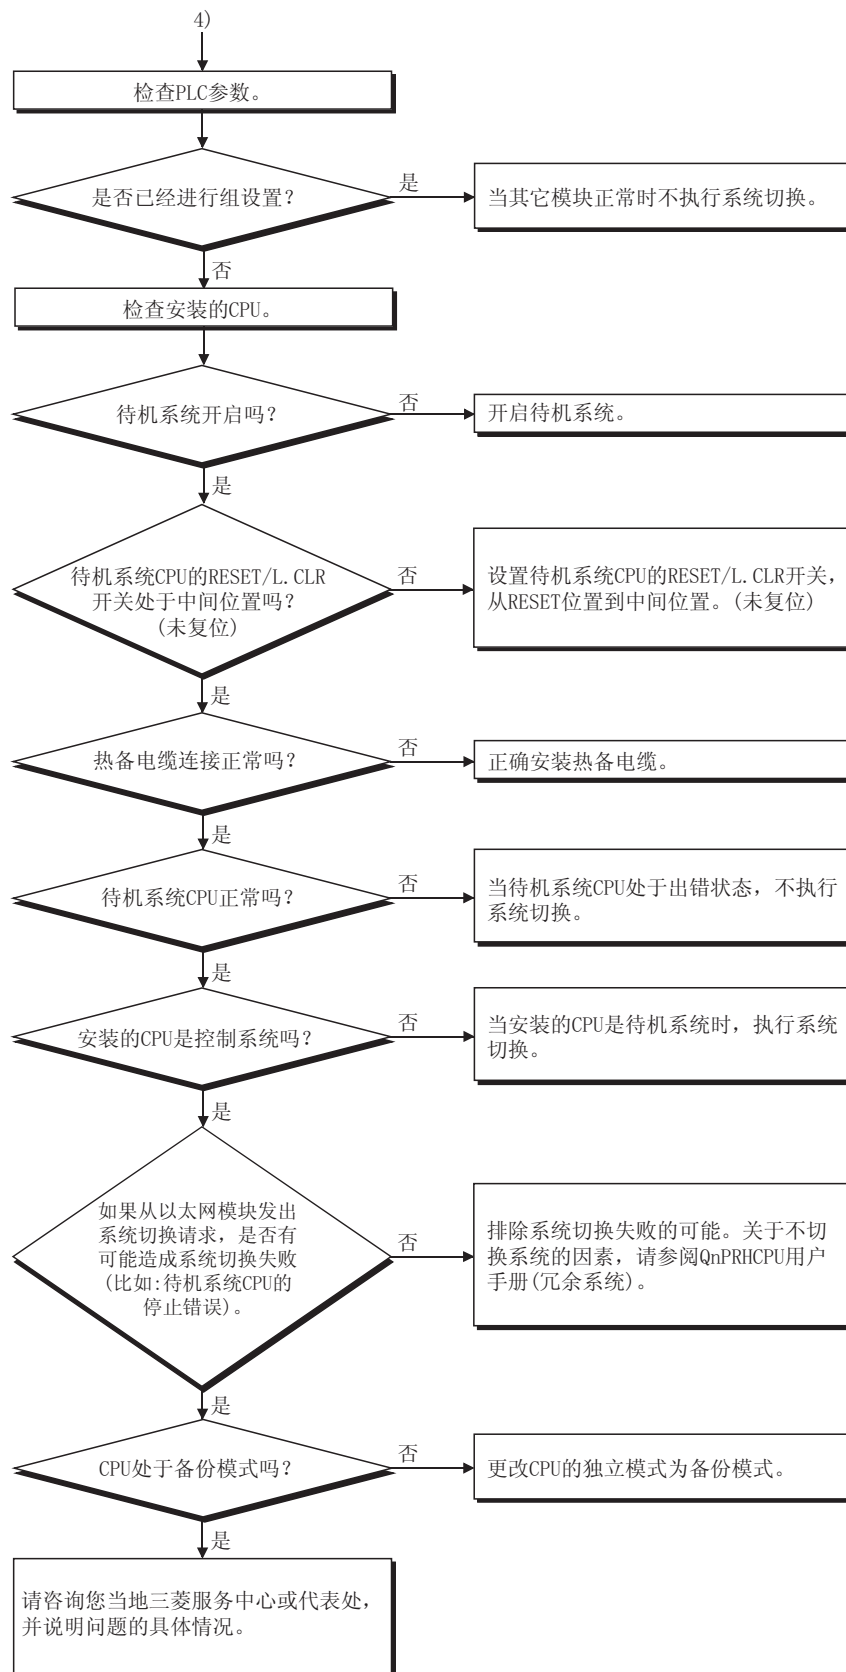 4)
检查PLC参数。
是否已经进行组设置?
是
当其它模块正常时不执行系统切换。
否
检查安装的CPU。
待机系统开启吗?
否
开启待机系统。
是
待机系统CPU的RESET/L.CLR
开关处于中间位置吗?
(未复位)
否
设置待机系统CPU的RESET/L.CLR开关,
从RESET位置到中间位置。(未复位)
是
热备电缆连接正常吗?
否
正确安装热备电缆。
是
待机系统CPU正常吗?
否
当待机系统CPU处于出错状态，不执行
系统切换。
是
安装的CPU是控制系统吗?
否
当安装的CPU是待机系统时，执行系统
切换。
是
如果从以太网模块发出
系统切换请求，是否有
可能造成系统切换失败
(比如:待机系统CPU的
停止错误)。
否
排除系统切换失败的可能。关于不切
换系统的因素，请参阅QnPRHCPU用户
手册(冗余系统)。
是
CPU处于备份模式吗?
否
更改CPU的独立模式为备份模式。
是
请咨询您当地三菱服务中心或代表处，
并说明问题的具体情况。